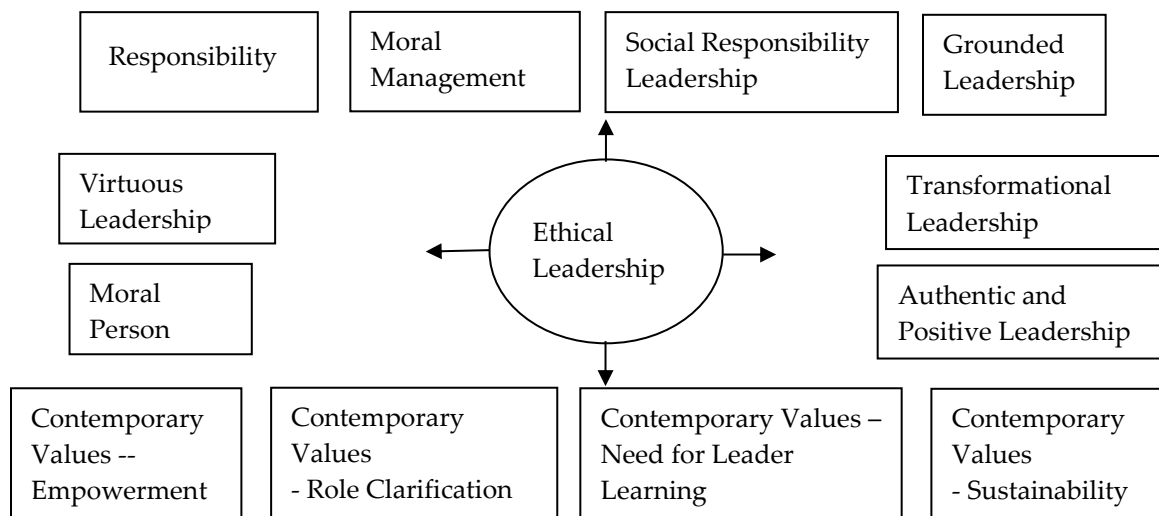 Responsibility
Moral
Management
Social Responsibility
Leadership
Grounded
Leadership
Virtuous
Leadership
Ethical
Leadership
Transformational
Leadership
Moral
Person
Authentic and
Positive Leadership
Contemporary
Values --
Empowerment
Contemporary
Values
- Role Clarification
Contemporary Values –
Need for Leader
Learning
Contemporary
Values
- Sustainability